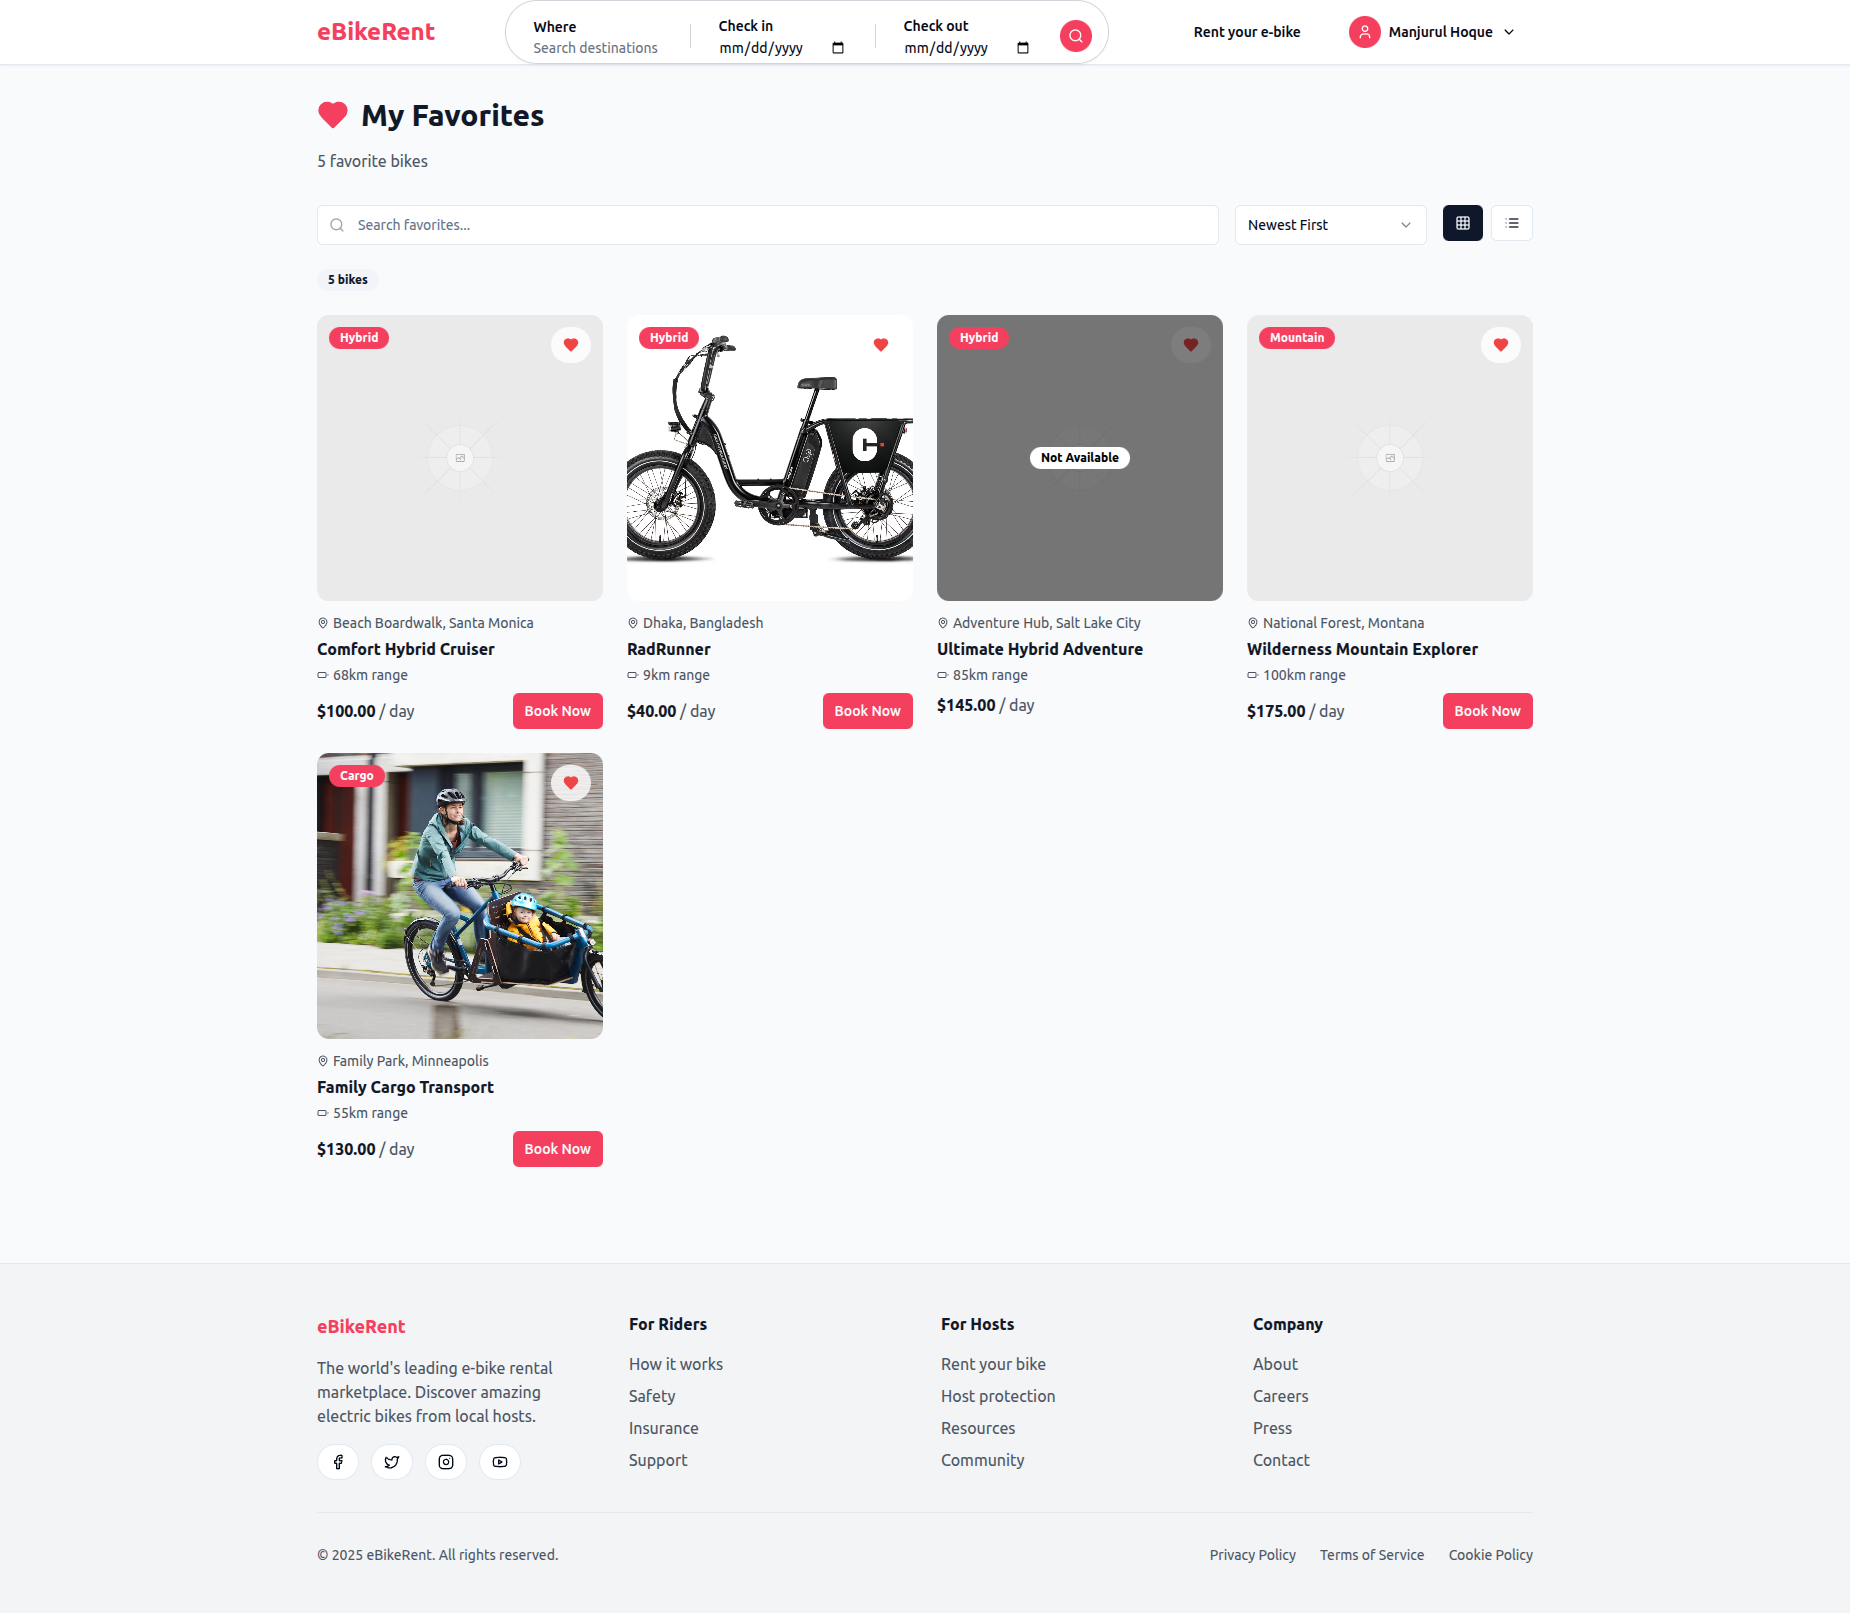 eBikeRent
Where
Search destinations
Check in
mm/dd/yyyy
Check out
mm/dd/yyyy
Rent your e-bike
Manjurul Hoque
My Favorites
5 favorite bikes
Search favorites...
Newest First
5 bikes
Hybrid
Beach Boardwalk, Santa Monica
Comfort Hybrid Cruiser
68km range
$100.00 / day
Book Now
Hybrid
Dhaka, Bangladesh
RadRunner
9km range
$40.00 / day
Book Now
Hybrid
Not Available
Adventure Hub, Salt Lake City
Ultimate Hybrid Adventure
85km range
$145.00 / day
Mountain
National Forest, Montana
Wilderness Mountain Explorer
100km range
$175.00 / day
Book Now
Cargo
Family Park, Minneapolis
Family Cargo Transport
55km range
$130.00 / day
Book Now
eBikeRent
The world's leading e-bike rental
marketplace. Discover amazing
electric bikes from local hosts.
For Riders
How it works
Safety
Insurance
Support
For Hosts
Rent your bike
Host protection
Resources
Community
Company
About
Careers
Press
Contact
© 2025 eBikeRent. All rights reserved.
Privacy Policy
Terms of Service
Cookie Policy